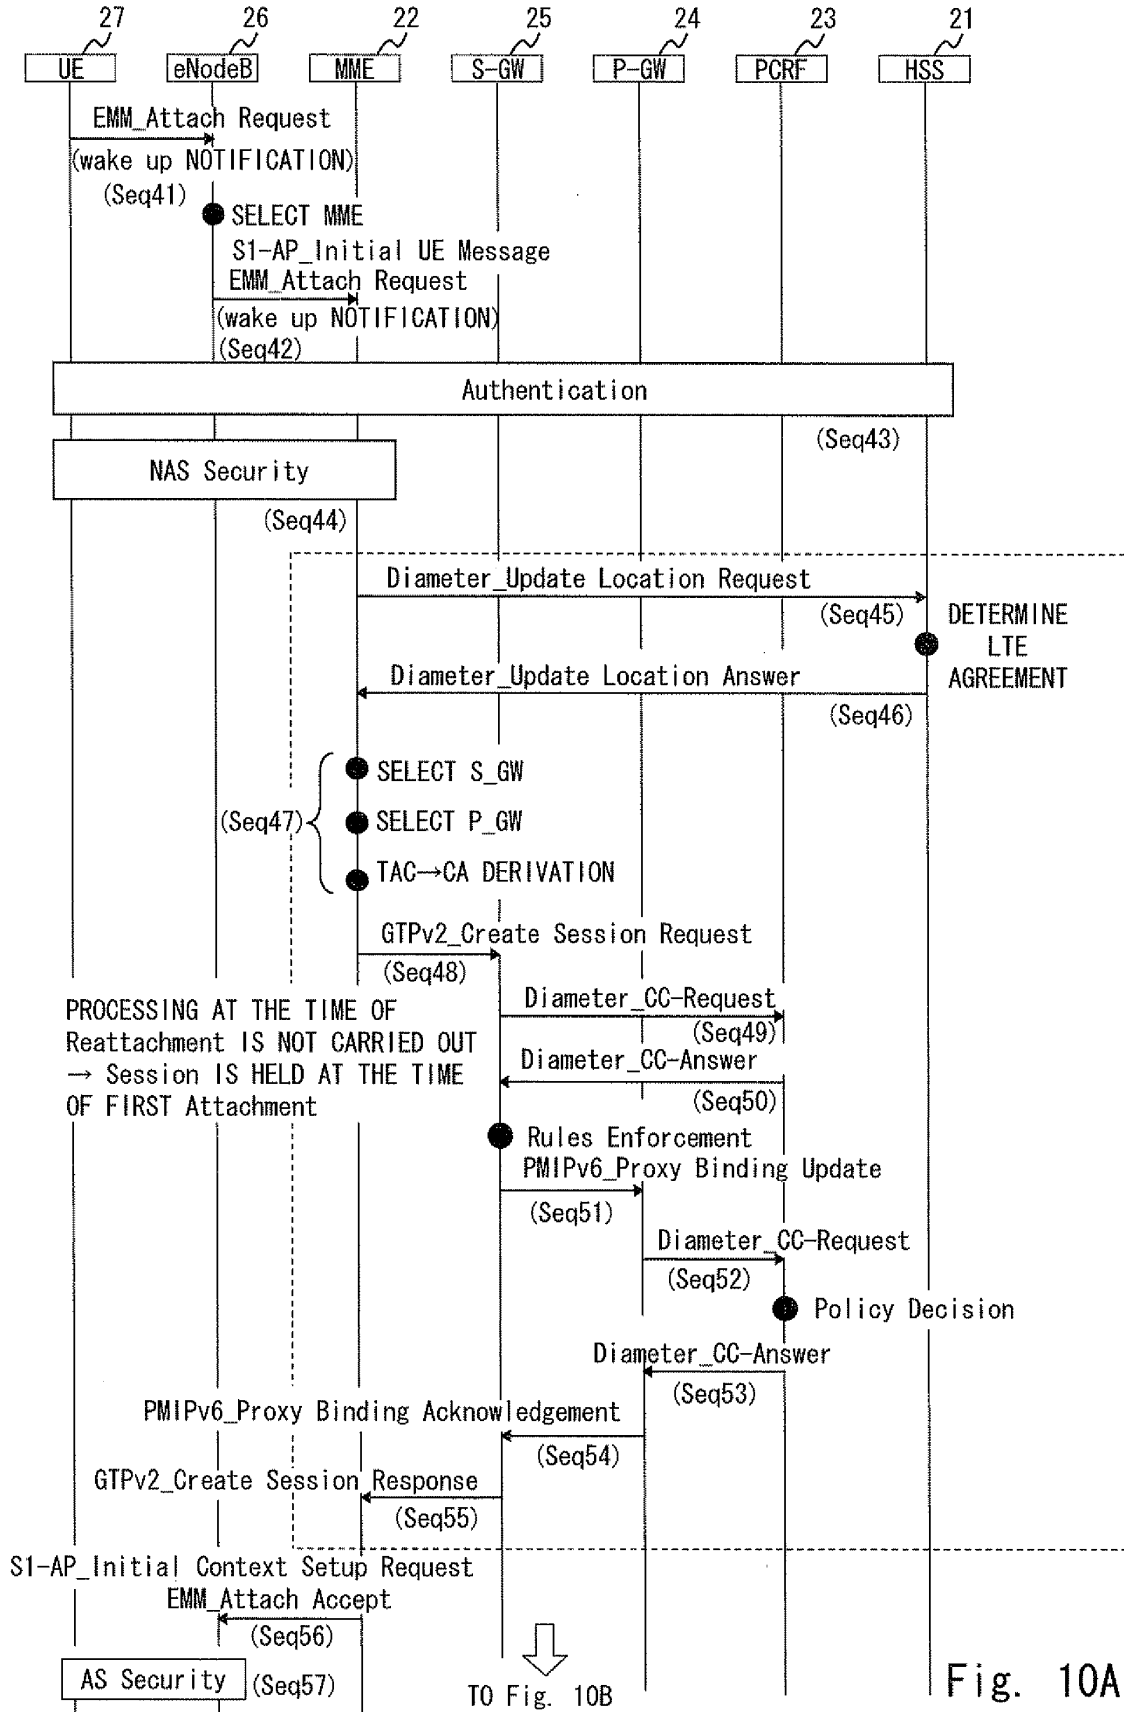 27 26 22 25 24 23 21
UE eNodeB MME S-GW P-GW PCRF HSS
EMM_Attach Request
(wake up NOTIFICATION)
(Seq41)
SELECT MME
S1-AP_Initial UE Message
EMM_Attach Request
(wake up NOTIFICATION)
(Seq42)
Authentication
(Seq43)
NAS Security
(Seq44)
Diameter_Update Location Request
(Seq45)
DETERMINE
LTE
AGREEMENT
Diameter_Update Location Answer
(Seq46)
SELECT S_GW
(Seq47)
SELECT P_GW
TAC→CA DERIVATION
GTPv2_Create Session Request
(Seq48)
PROCESSING AT THE TIME OF
Reattachment IS NOT CARRIED OUT
→ Session IS HELD AT THE TIME
OF FIRST Attachment
Diameter_CC-Request
(Seq49)
Diameter_CC-Answer
(Seq50)
Rules Enforcement
PMIPv6_Proxy Binding Update
(Seq51)
Diameter_CC-Request
(Seq52)
Policy Decision
Diameter_CC-Answer
(Seq53)
PMIPv6_Proxy Binding Acknowledgement
(Seq54)
GTPv2_Create Session Response
(Seq55)
S1-AP_Initial Context Setup Request
EMM_Attach Accept
(Seq56)
AS Security (Seq57)
TO Fig. 10B
Fig. 10A